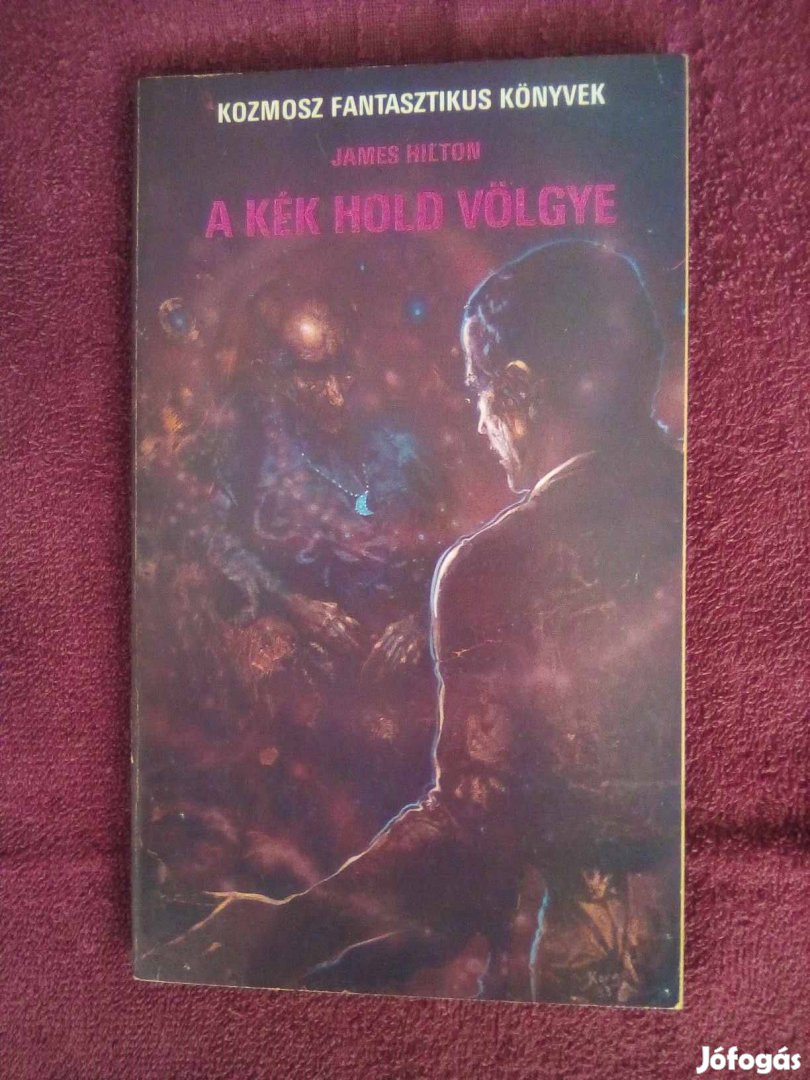 KOZMOSZ FANTASZTIKUS KÖNYVEK
JAMES HILTON
A KÉK HOLD VÖLGYE
Jófogás